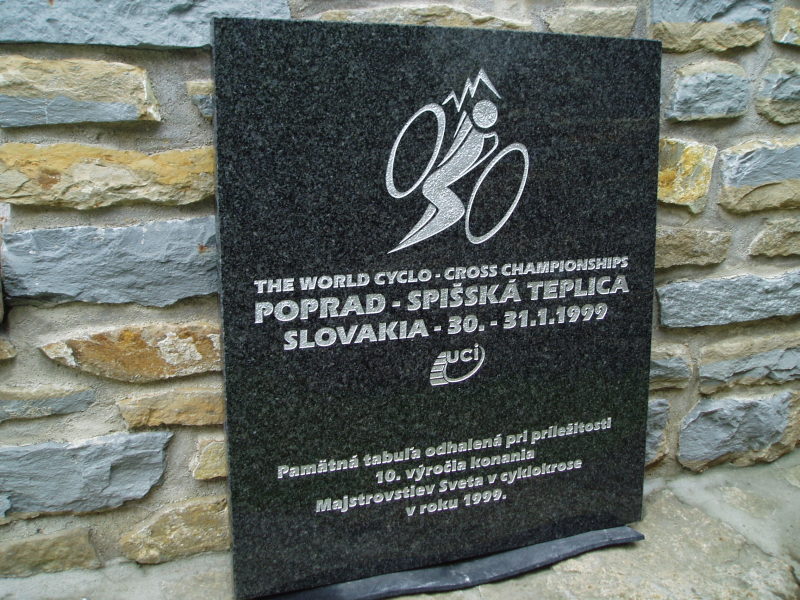 THE WORLD CYCLO - CROSS CHAMPIONSHIPS
POPRAD - SPIŠSKÁ TEPLICA
SLOVAKIA - 30. - 31.1.1999
UCi
Pamätná tabuľa odhalená pri príležitosti
10. výročia konania
Majstrovstiev Sveta v cyklokrose
v roku 1999.